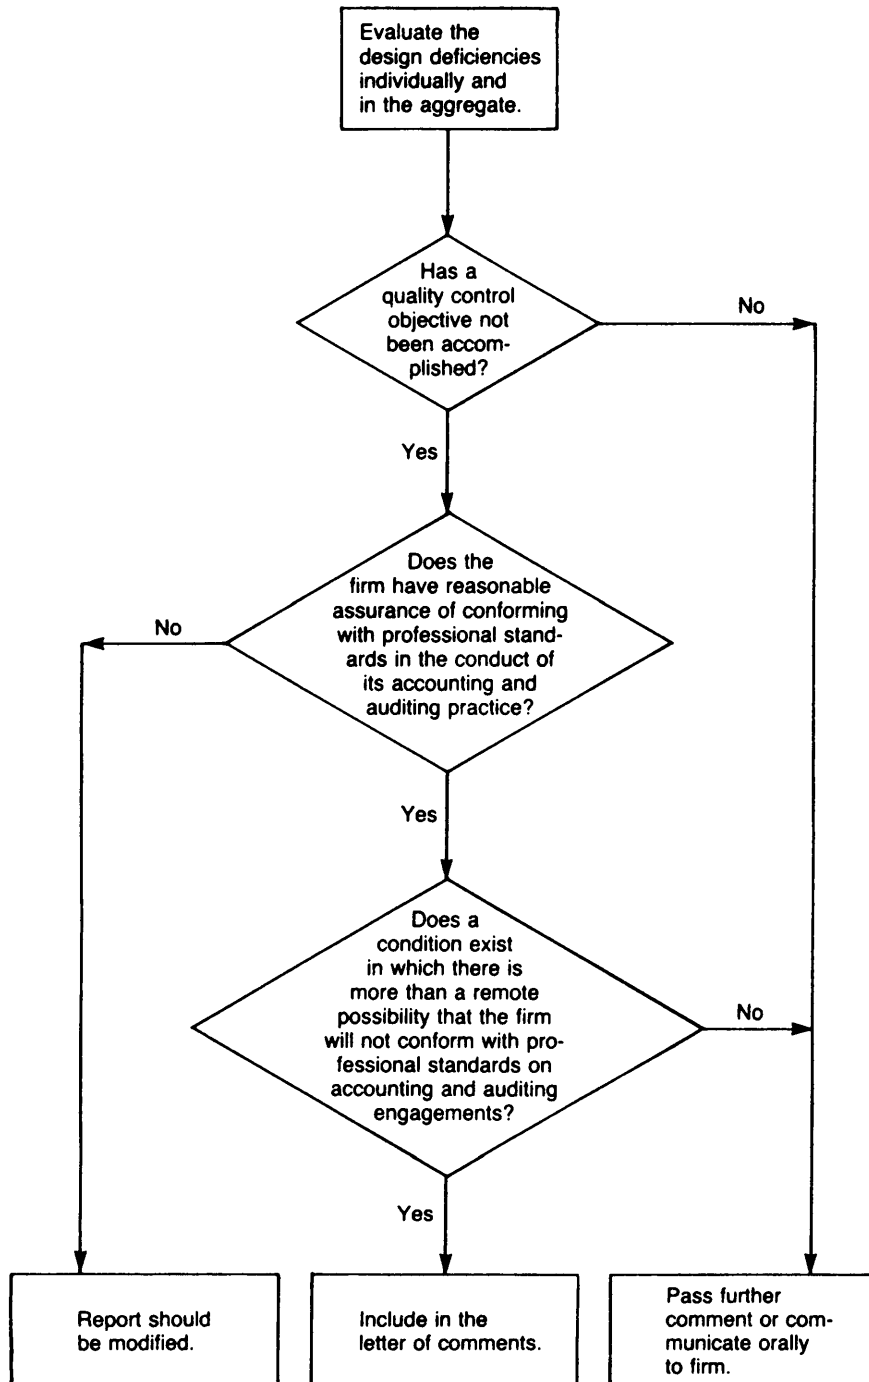 Evaluate the
design deficiencies
individually and
in the aggregate.
Has a
quality control
objective not
been accom-
plished?
No
Yes
Does the
firm have reasonable
assurance of conforming
with professional stand-
ards in the conduct of
its accounting and
auditing practice?
No
Yes
Does a
condition exist
in which there is
more than a remote
possibility that the firm
will not conform with pro-
fessional standards on
accounting and auditing
engagements?
No
Yes
Report should
be modified.
Include in the
letter of comments.
Pass further
comment or com-
municate orally
to firm.